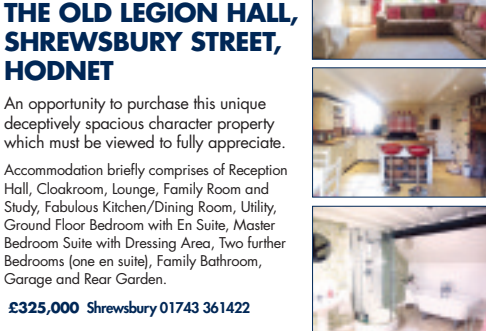 THE OLD LEGION HALL,
SHREWSBURY STREET,
HODNET
An opportunity to purchase this unique
deceptively spacious character property
which must be viewed to fully appreciate.
Accommodation briefly comprises of Reception
Hall, Cloakroom, Lounge, Family Room and
Study, Fabulous Kitchen/Dining Room, Utility,
Ground Floor Bedroom with En Suite, Master
Bedroom Suite with Dressing Area, Two further
Bedrooms (one en suite), Family Bathroom,
Garage and Rear Garden.
£325,000 Shrewsbury 01743 361422